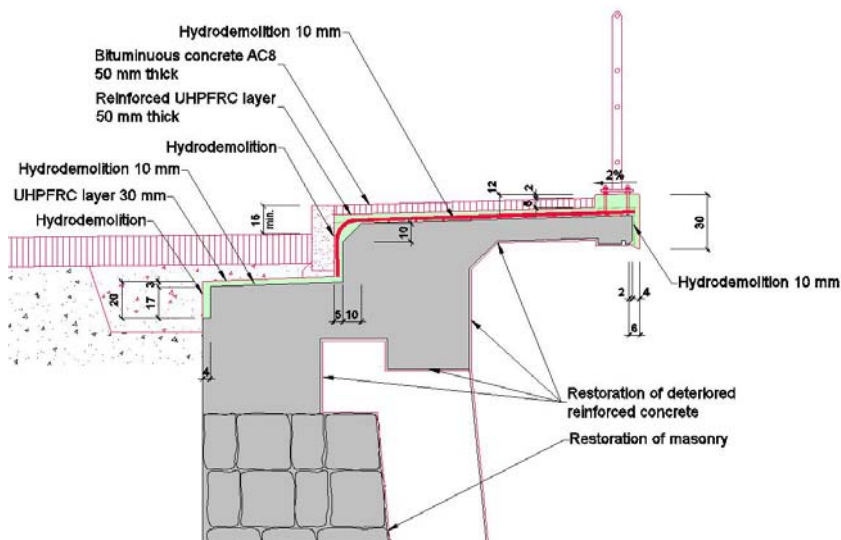 Hydrodemolition 10 mm
Bituminuous concrete AC8
50 mm thick
Reinforced UHPFRC layer
50 mm thick
Hydrodemolition
Hydrodemolition 10 mm
UHPFRC layer 30 mm
Hydrodemolition
15
min.
12
2
5
2%
30
10
Hydrodemolition 10 mm
3
20
17
2
4
5
10
6
4
Restoration of deteriored
reinforced concrete
Restoration of masonry